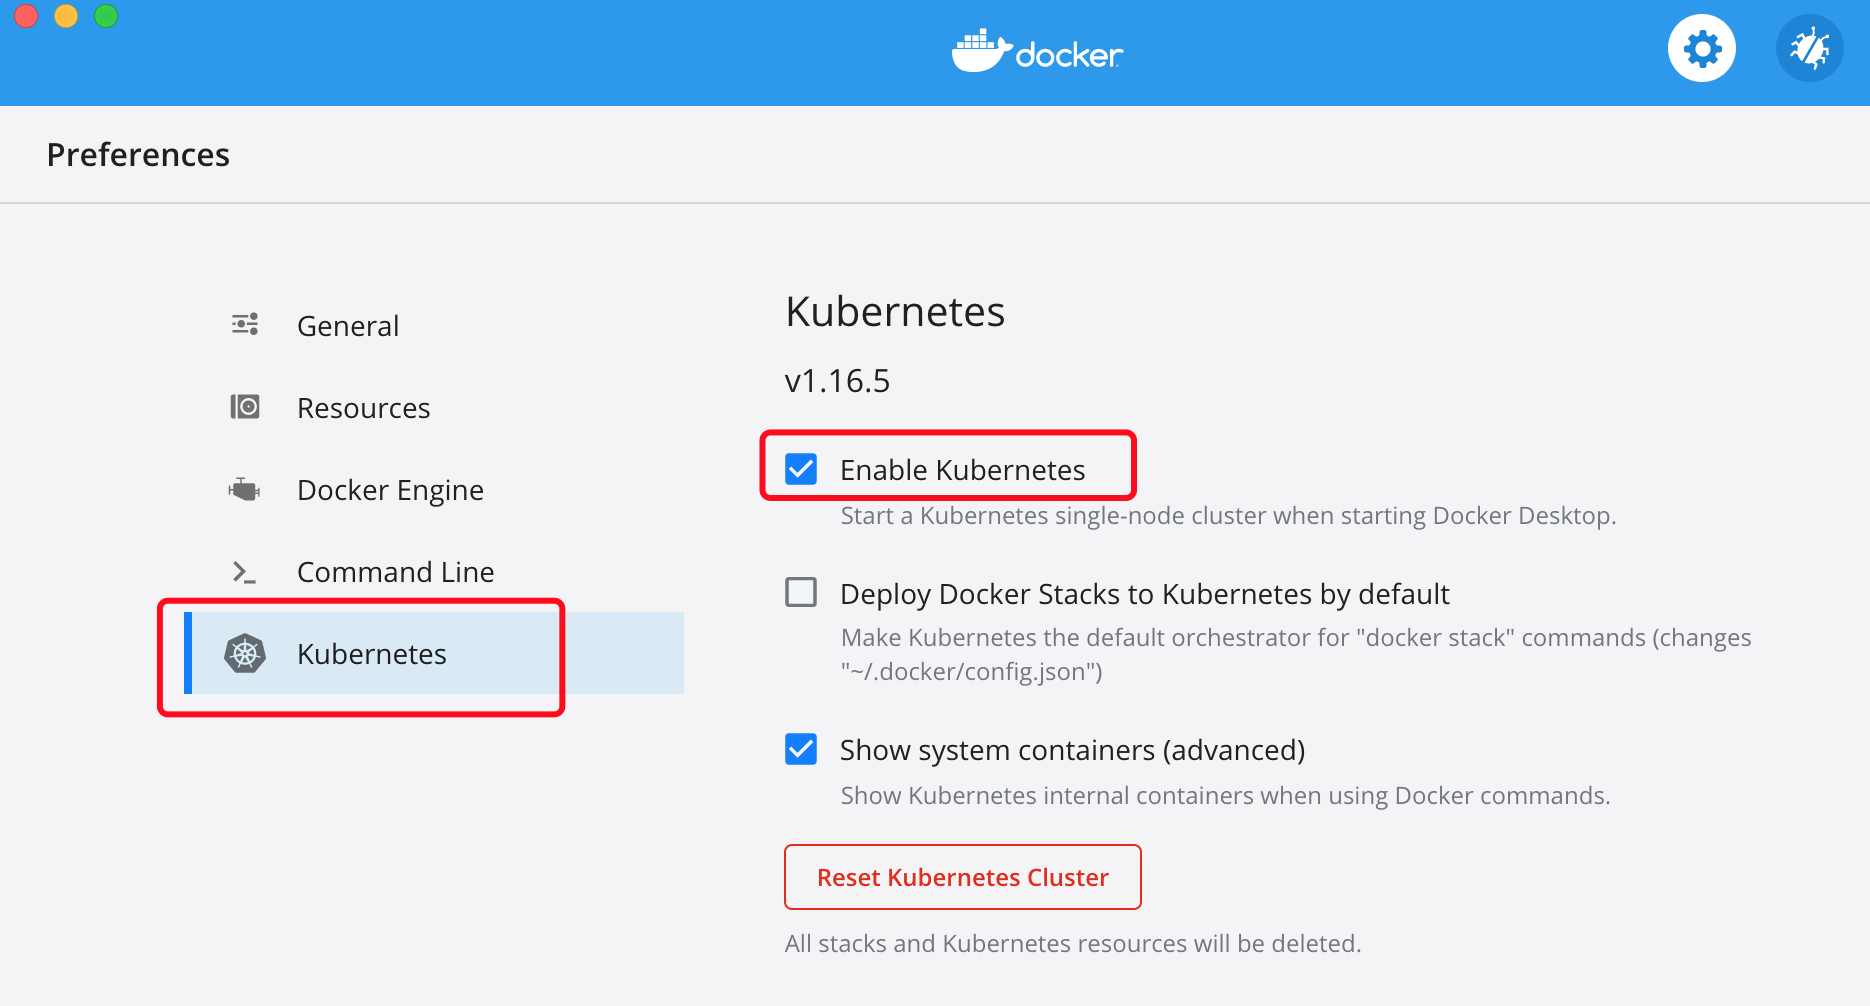 docker
Preferences
General
Resources
Docker Engine
Command Line
Kubernetes
Kubernetes
v1.16.5
Enable Kubernetes
Start a Kubernetes single-node cluster when starting Docker Desktop.
Deploy Docker Stacks to Kubernetes by default
Make Kubernetes the default orchestrator for "docker stack" commands (changes
"~/.docker/config.json")
Show system containers (advanced)
Show Kubernetes internal containers when using Docker commands.
Reset Kubernetes Cluster
All stacks and Kubernetes resources will be deleted.